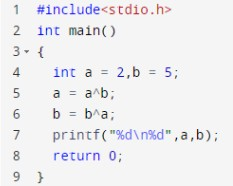 1 #include<stdio.h>
2 int main()
3 {
4 int a = 2,b = 5;
5 a = a^b;
6 b = b^a;
7 printf("%d\n%d",a,b);
8 return 0;
9 }